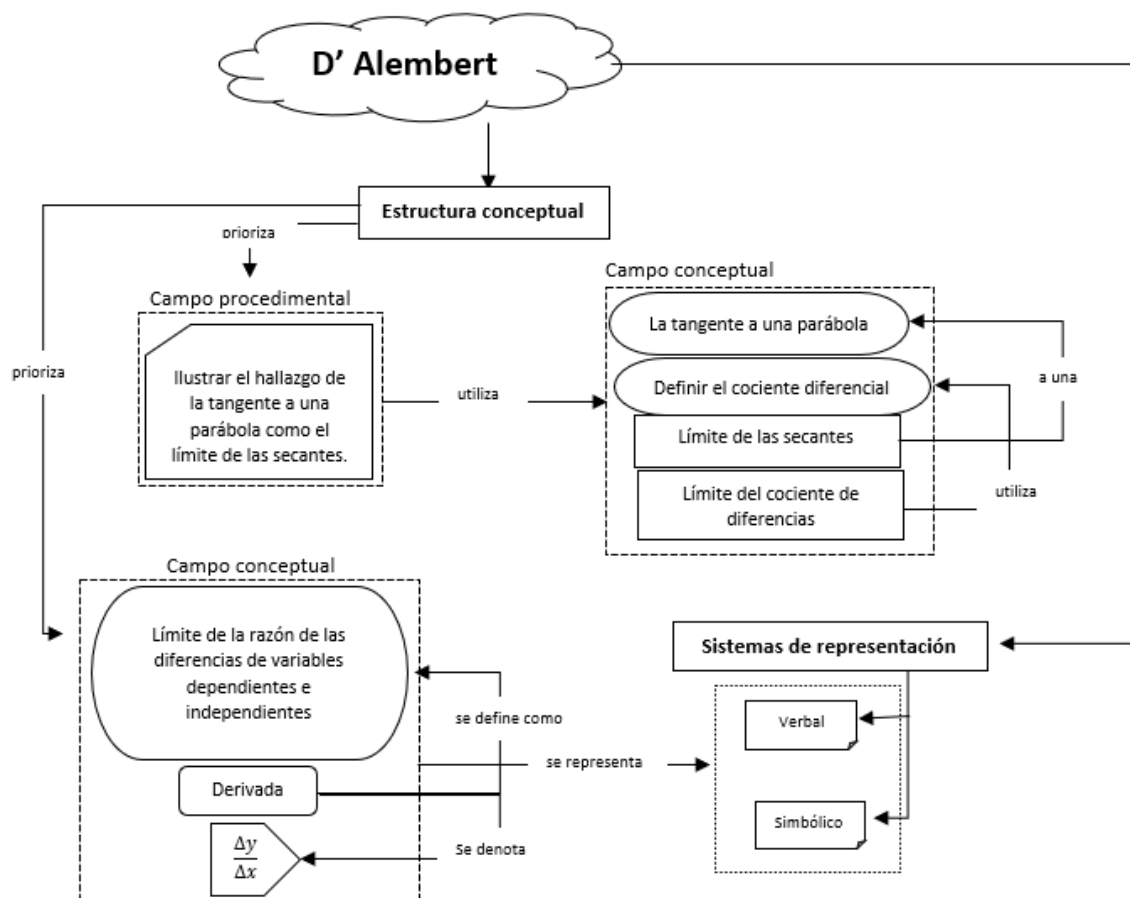 D' Alembert
Estructura conceptual
prioriza
Campo procedimental
Ilustrar el hallazgo de
la tangente a una
parábola como el
límite de las secantes.
prioriza
utiliza
Campo conceptual
La tangente a una parábola
Definir el cociente diferencial
Límite de las secantes
Límite del cociente de
diferencias
a una
utiliza
Campo conceptual
Límite de la razón de las
diferencias de variables
dependientes e
independientes
se define como
Derivada
Δy
Δx
Se denota
se representa
Sistemas de representación
Verbal
Simbólico